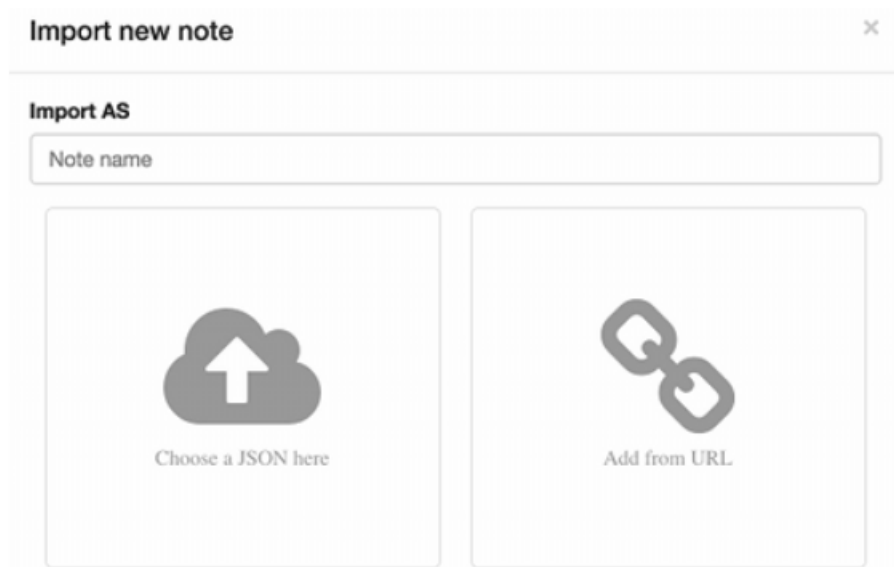 Import new note ×
Import AS
Note name
Choose a JSON here
Add from URL